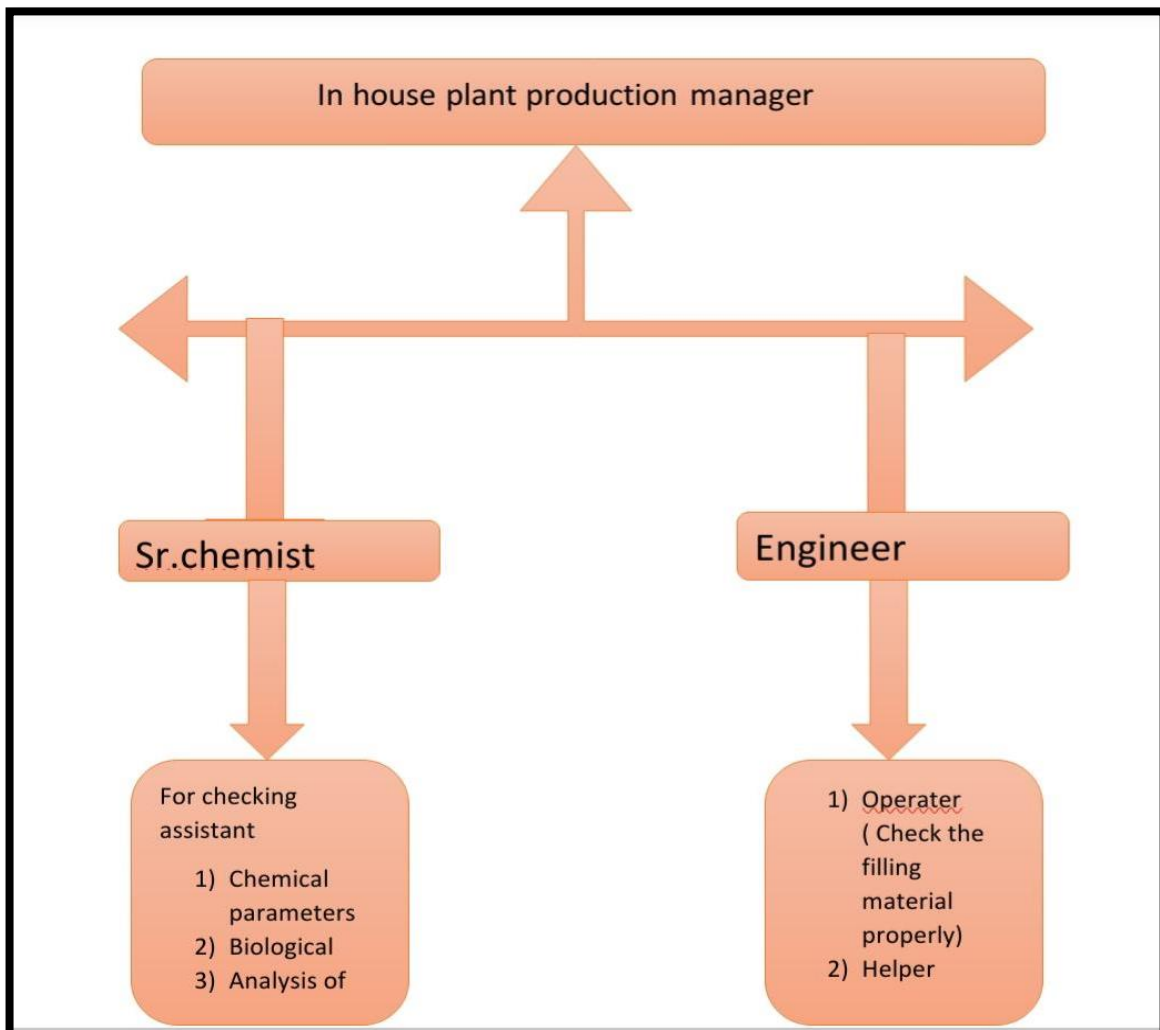 In house plant production manager
Sr.chemist
Engineer
For checking
assistant
1) Chemical
parameters
2) Biological
3) Analysis of
1) Operater
( Check the
filling
material
properly)
2) Helper